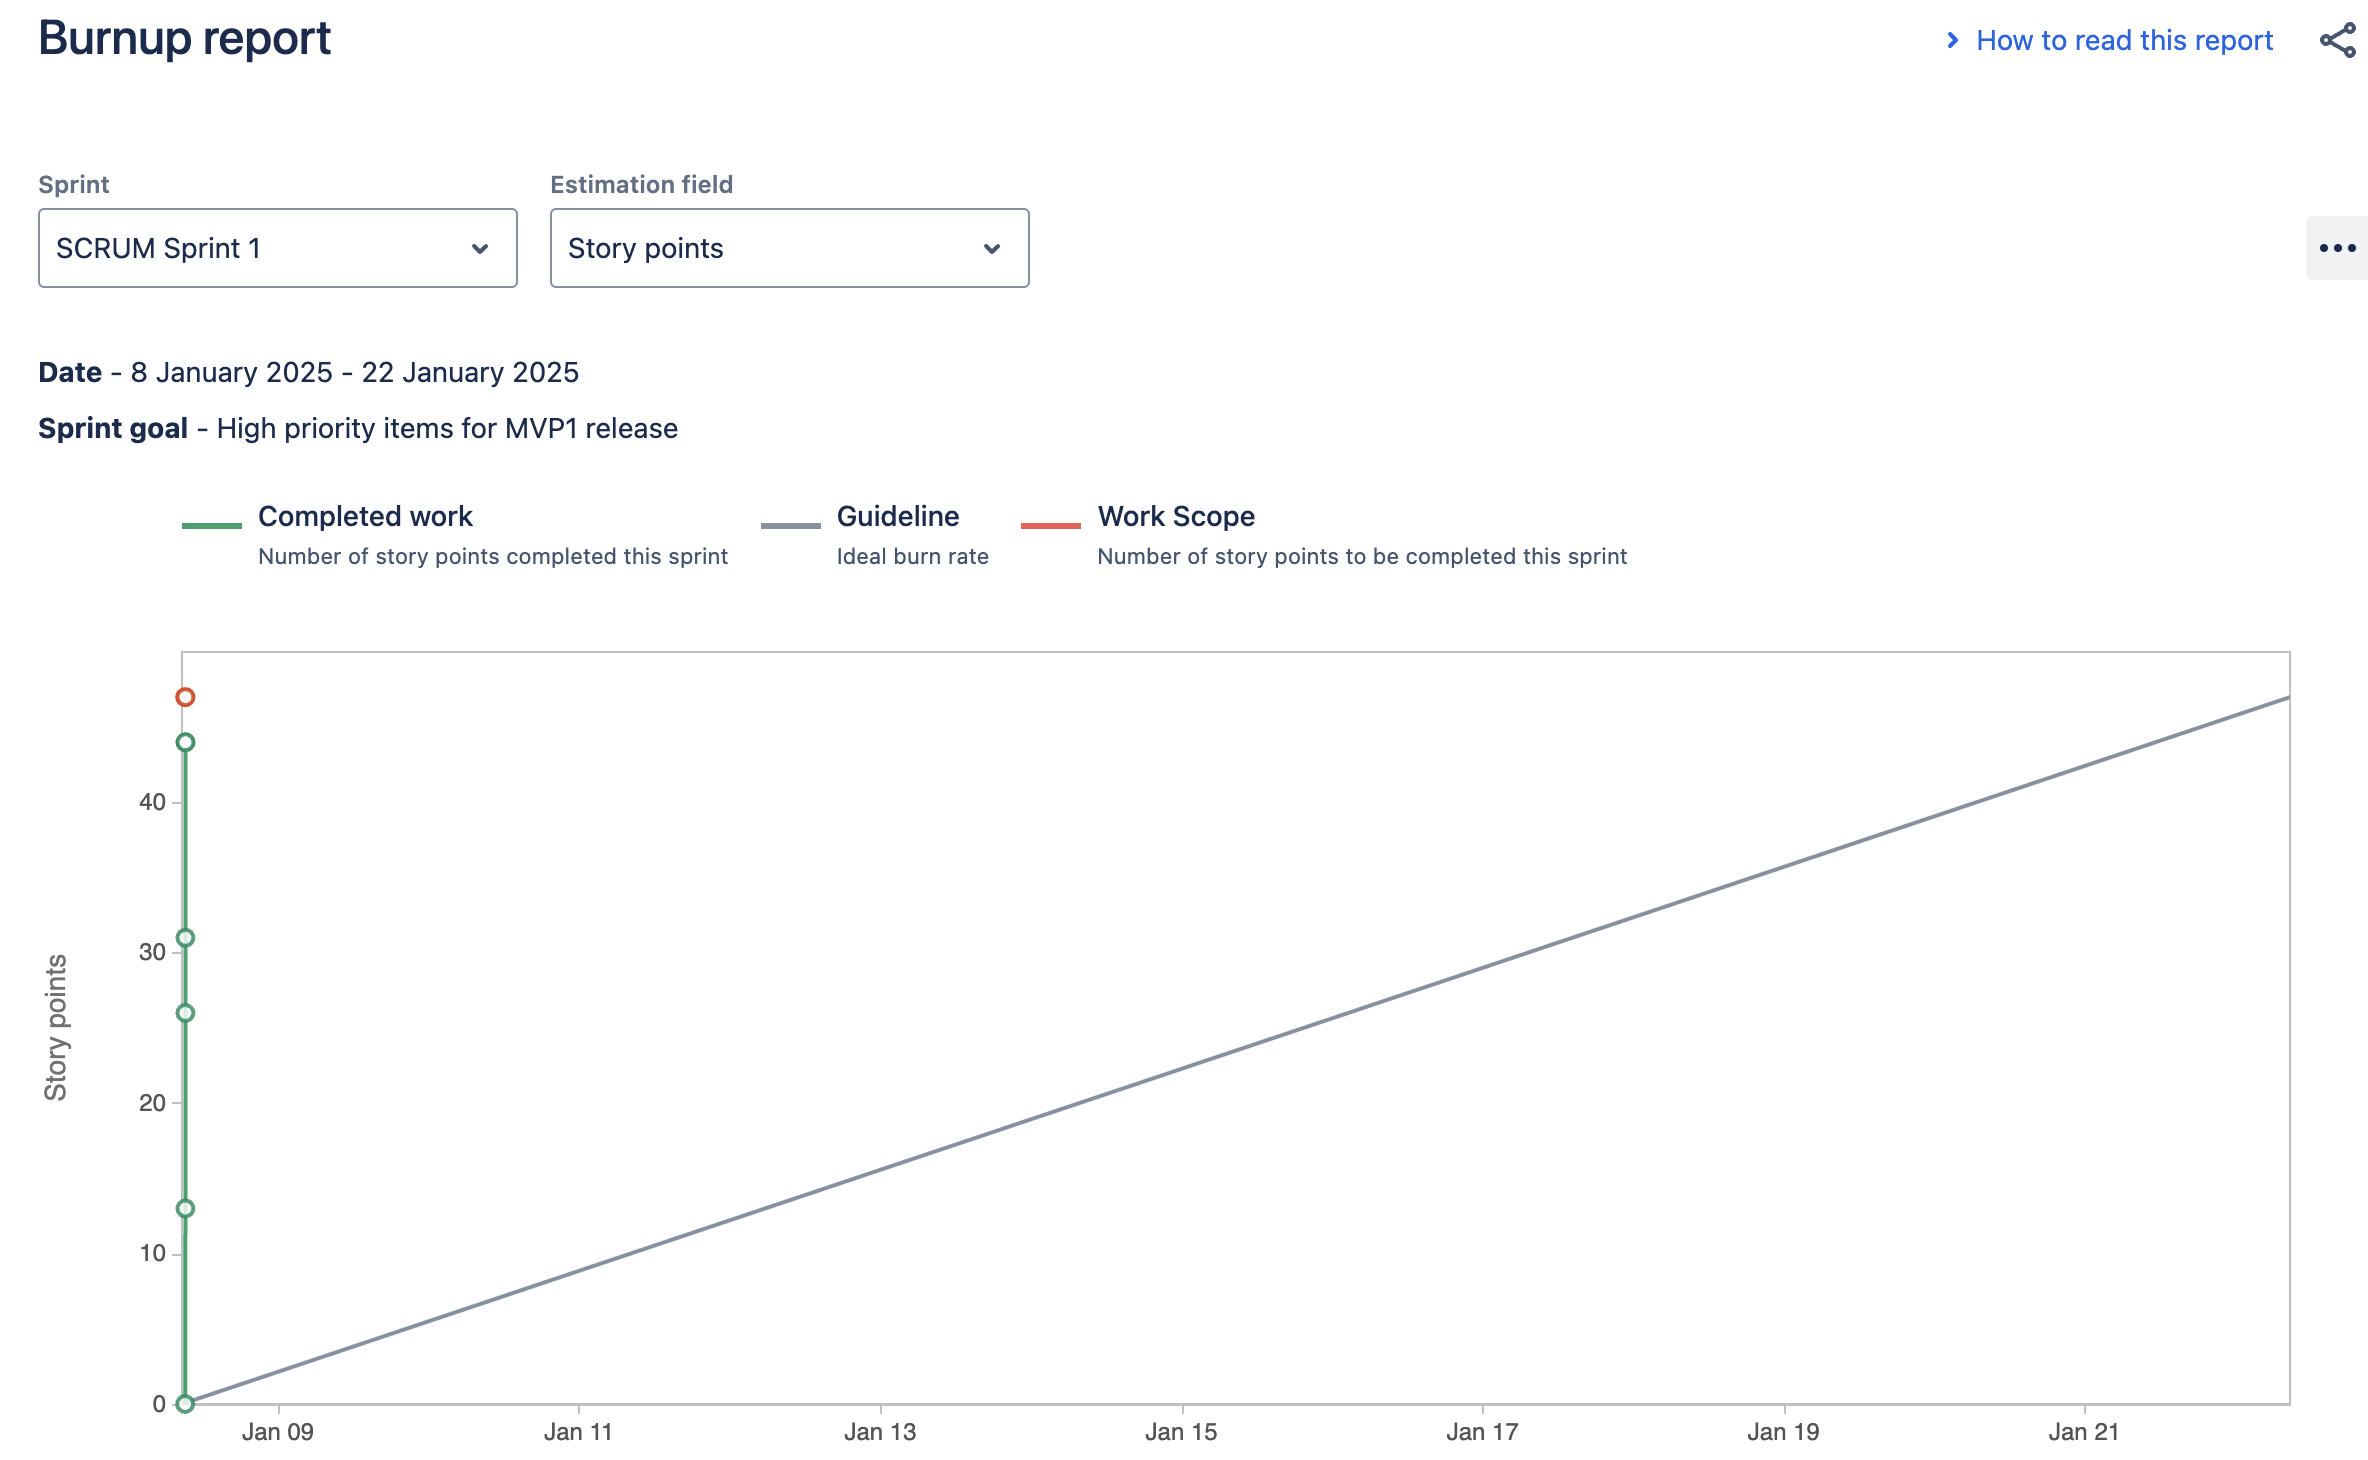 Burnup report
How to read this report
Sprint
Estimation field
SCRUM Sprint 1
Story points
Date - 8 January 2025 - 22 January 2025
Sprint goal - High priority items for MVP1 release
Completed work
Number of story points completed this sprint
Guideline
Ideal burn rate
Work Scope
Number of story points to be completed this sprint
Story points
40
30
20
10
0
Jan 09
Jan 11
Jan 13
Jan 15
Jan 17
Jan 19
Jan 21